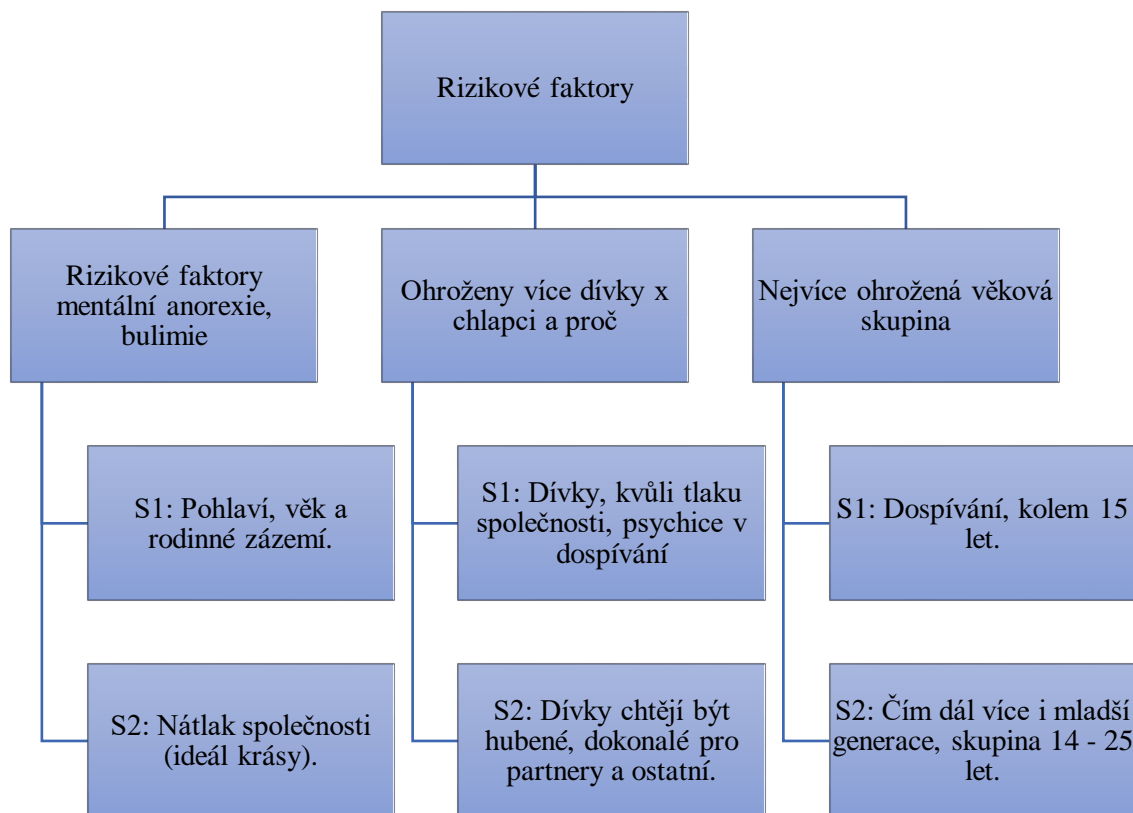 Rizikové faktory
Rizikové faktory
mentální anorexie,
bulimie
Ohroženy více dívky x
chlapci a proč
Nejvíce ohrožená věková
skupina
S1: Pohlaví, věk a
rodinné zázemí.
S1: Dívky, kvůli tlaku
společnosti, psychice v
dospívání
S1: Dospívání, kolem 15
let.
S2: Nátlak společnosti
(ideál krásy).
S2: Dívky chtějí být
hubené, dokonalé pro
partnery a ostatní.
S2: Čím dál více i mladší
generace, skupina 14 - 25
let.